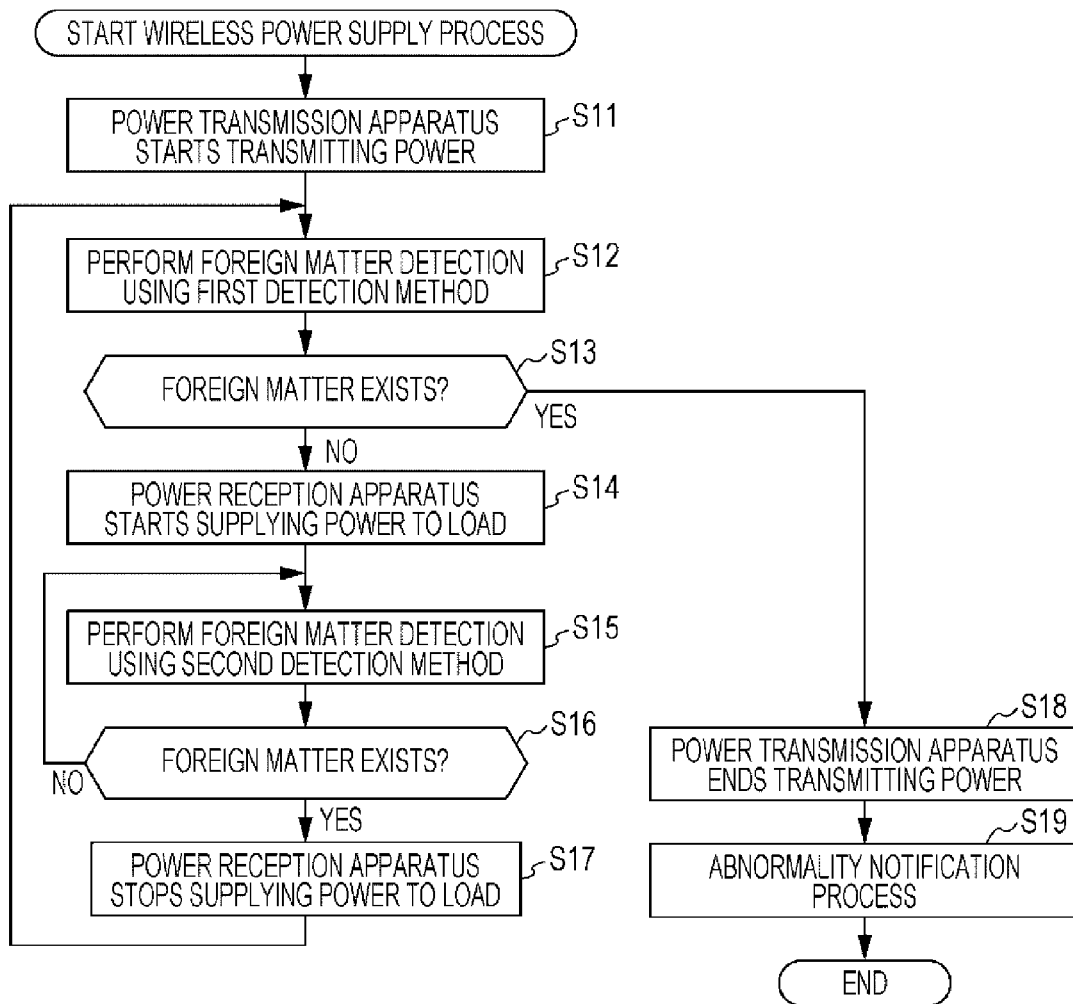 START WIRELESS POWER SUPPLY PROCESS
POWER TRANSMISSION APPARATUS
STARTS TRANSMITTING POWER
S11
PERFORM FOREIGN MATTER DETECTION
USING FIRST DETECTION METHOD
S12
FOREIGN MATTER EXISTS?
S13
YES
NO
POWER RECEPTION APPARATUS
STARTS SUPPLYING POWER TO LOAD
S14
PERFORM FOREIGN MATTER DETECTION
USING SECOND DETECTION METHOD
S15
FOREIGN MATTER EXISTS?
S16
NO
YES
POWER RECEPTION APPARATUS
STOPS SUPPLYING POWER TO LOAD
S17
POWER TRANSMISSION APPARATUS
ENDS TRANSMITTING POWER
S18
ABNORMALITY NOTIFICATION
PROCESS
S19
END